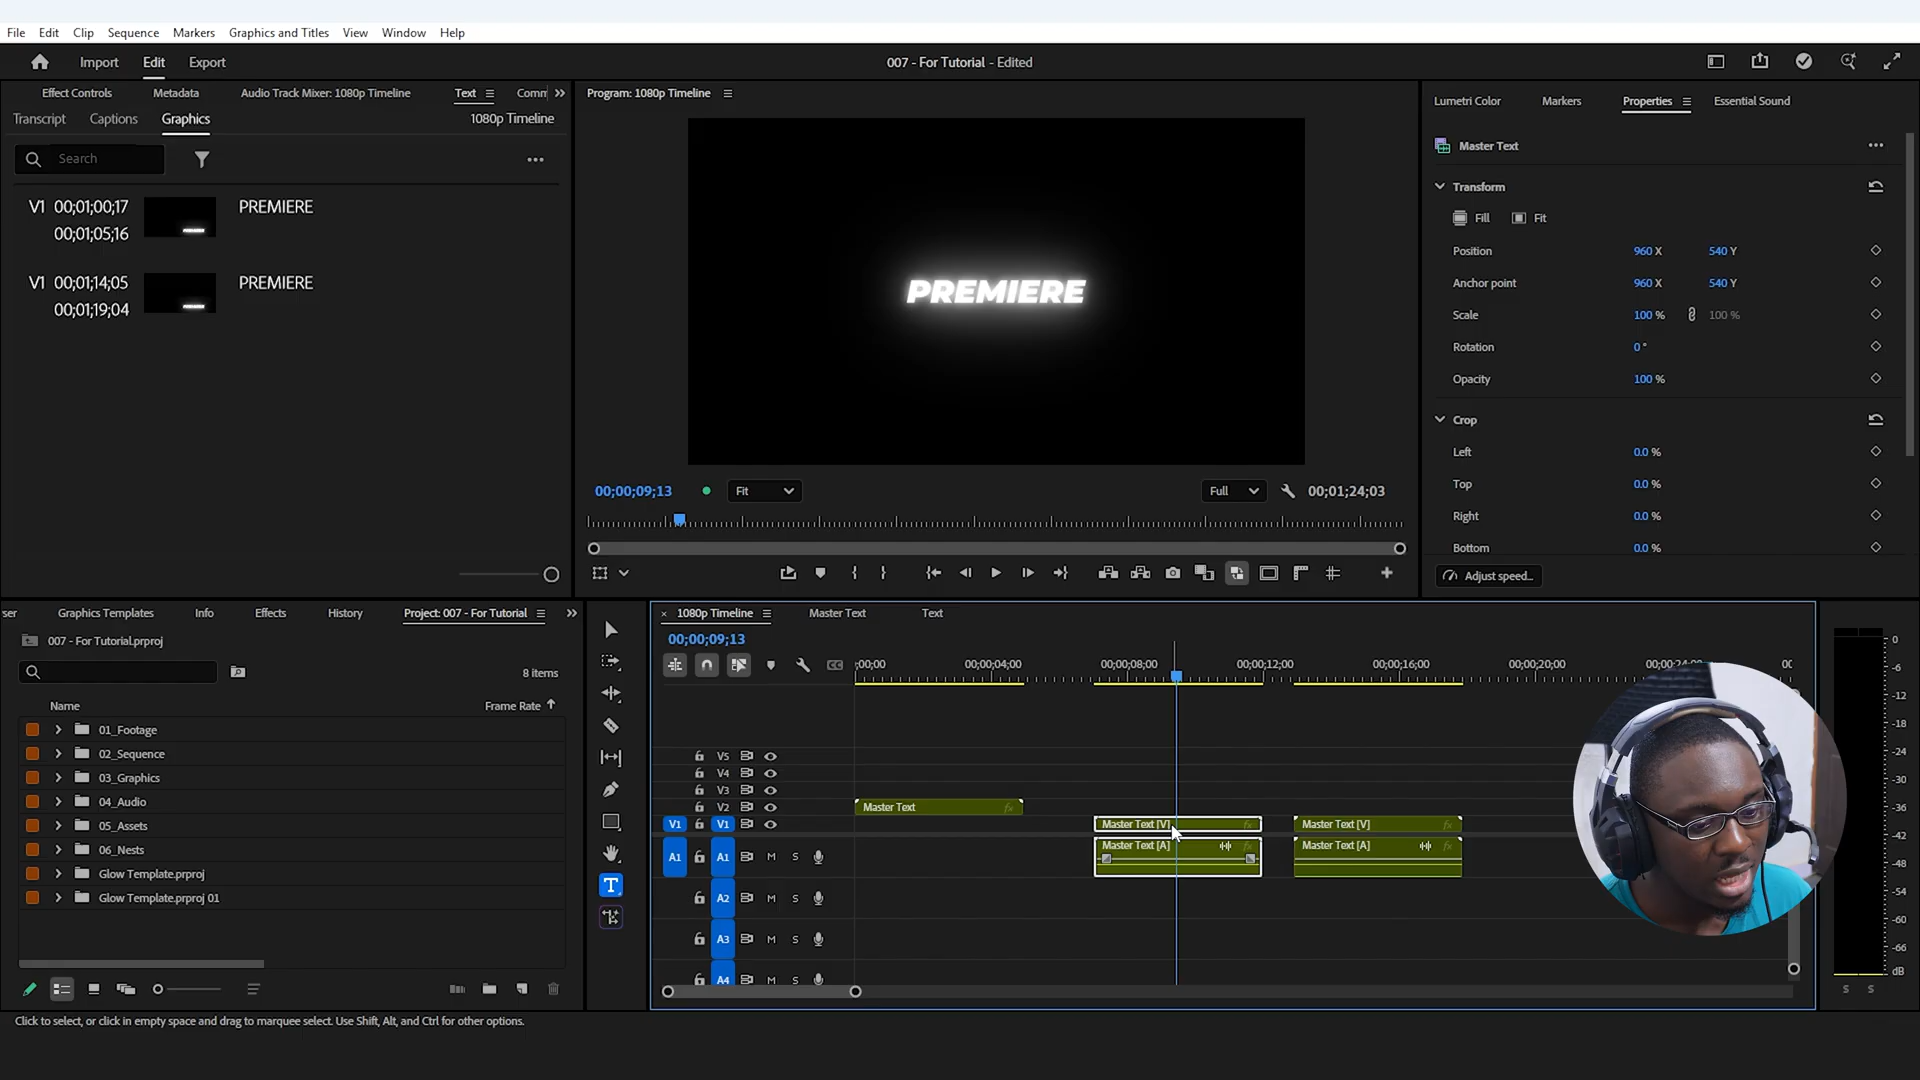 File Edit Clip Sequence Markers Graphics and Titles View Window Help
Import Edit Export
007 - For Tutorial - Edited
Effect Controls Metadata Audio Track Mixer: 1080p Timeline Text Comm
Transcript Captions Graphics 1080p Timeline
Search
V1 00;01;00;17 PREMIERE
00;01;05;16
V1 00;01;14;05 PREMIERE
00;01;19;04
Program: 1080p Timeline
PREMIERE
00;00;09;13 Fit Full 00;01;24;03
Lumetri Color Markers Properties Essential Sound
Master Text
Transform
Fill Fit
Position 960 X 540 Y
Anchor point 960 X 540 Y
Scale 100 % 100 %
Rotation 0°
Opacity 100 %
Crop
Left 0.0 %
Top 0.0 %
Right 0.0 %
Bottom 0.0 %
Adjust speed...
ser Graphics Templates Info Effects History Project: 007 - For Tutorial
007 - For Tutorial.prproj
8 items
Name Frame Rate
01_Footage
02_Sequence
03_Graphics
04_Audio
05_Assets
06_Nests
Glow Template.prproj
Glow Template.prproj 01
T
× 1080p Timeline Master Text Text
00;00;09;13
CC
;00;00 00;00;04;00 00;00;08;00 00;00;12;00 00;00;16;00 00;00;20;00 00;00;24;00 00
V5
V4
V3
V2 Master Text fx
V1 V1 Master Text [V] fx Master Text [V] fx
A1 A1 M S Master Text [A] fx Master Text [A] fx
A2 M S
A3 M S
A4 M S
0
-6
-12
-18
-24
-30
-36
-42
-48
-54
-60
-66
dB
S S
Click to select, or click in empty space and drag to marquee select. Use Shift, Alt, and Ctrl for other options.